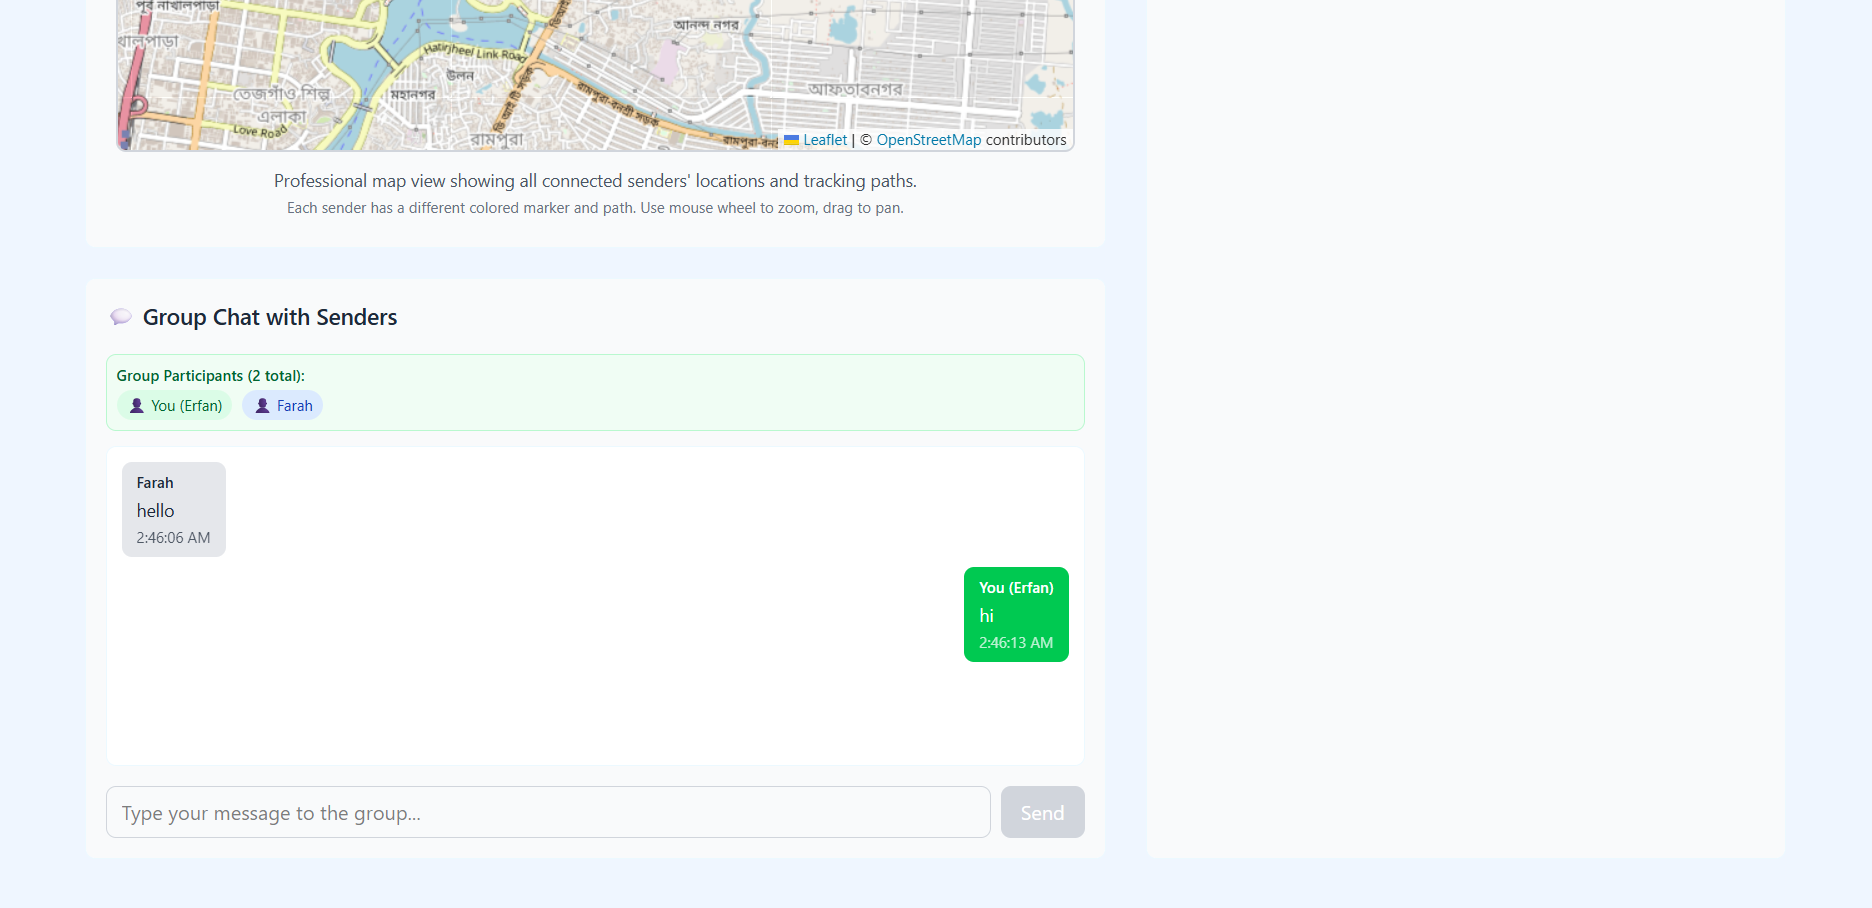 পূর্ব নাখালপাড়া
খালপাড়া
আনন্দ নগর
Hatirjheel Link Road
উলন
তেজগাঁও শিল্প
এলাকা
মহানগর
আফতাবনগর
Love Road
রামপুরা
রামপুরা-বনশ্রী সড়ক
Leaflet | © OpenStreetMap contributors
Professional map view showing all connected senders' locations and tracking paths.
Each sender has a different colored marker and path. Use mouse wheel to zoom, drag to pan.
Group Chat with Senders
Group Participants (2 total):
You (Erfan) Farah
Farah
hello
2:46:06 AM
You (Erfan)
hi
2:46:13 AM
Type your message to the group...
Send